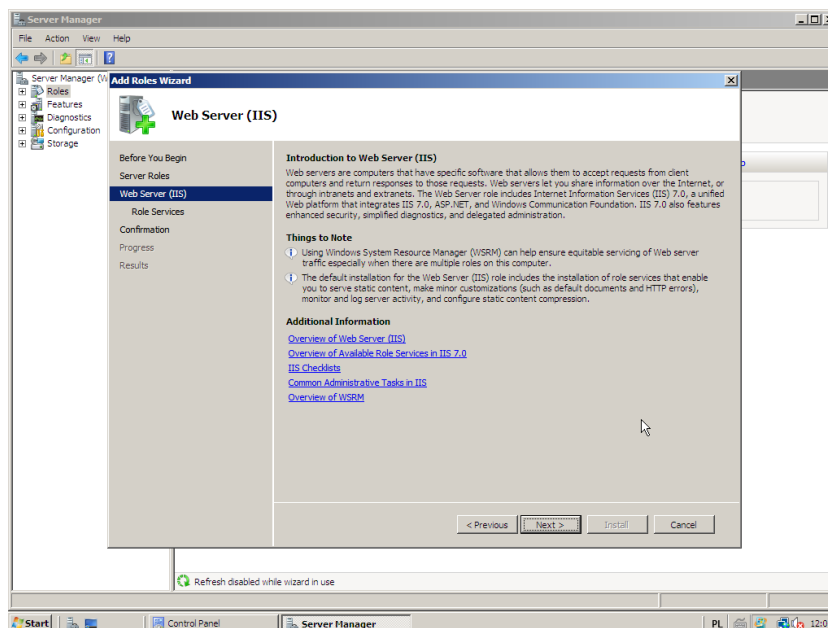 Server Manager
File Action View Help
Server Manager (W
Roles
Features
Diagnostics
Configuration
Storage
Add Roles Wizard
Web Server (IIS)
Before You Begin
Server Roles
Web Server (IIS)
Role Services
Confirmation
Progress
Results
Introduction to Web Server (IIS)
Web servers are computers that have specific software that allows them to accept requests from client
computers and return responses to those requests. Web servers let you share information over the Internet, or
through intranets and extranets. The Web Server role includes Internet Information Services (IIS) 7.0, a unified
Web platform that integrates IIS 7.0, ASP.NET, and Windows Communication Foundation. IIS 7.0 also features
enhanced security, simplified diagnostics, and delegated administration.
Things to Note
Using Windows System Resource Manager (WSRM) can help ensure equitable servicing of Web server
traffic especially when there are multiple roles on this computer.
The default installation for the Web Server (IIS) role includes the installation of role services that enable
you to serve static content, make minor customizations (such as default documents and HTTP errors),
monitor and log server activity, and configure static content compression.
Additional Information
Overview of Web Server (IIS)
Overview of Available Role Services in IIS 7.0
IIS Checklists
Common Administrative Tasks in IIS
Overview of WSRM
< Previous Next > Install Cancel
Refresh disabled while wizard in use
Start Control Panel Server Manager PL 12:0